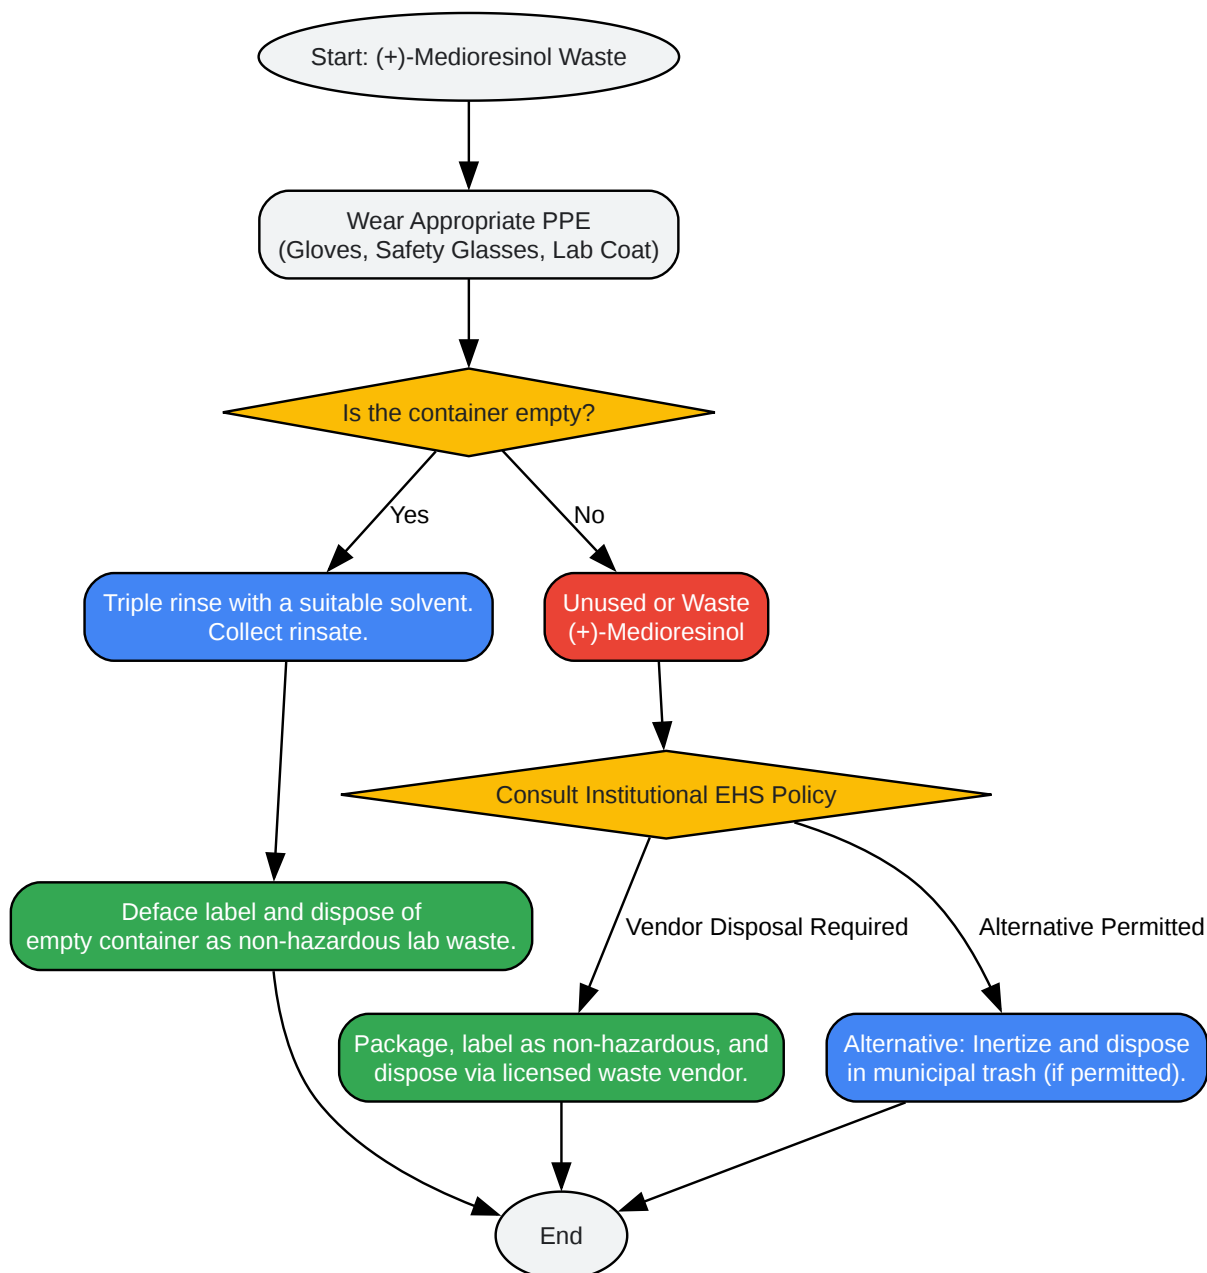 Start: (+)-Medioresinol Waste
Wear Appropriate PPE
(Gloves, Safety Glasses, Lab Coat)
Is the container empty?
Yes
No
Triple rinse with a suitable solvent.
Collect rinsate.
Unused or Waste
(+)-Medioresinol
Consult Institutional EHS Policy
Deface label and dispose of
empty container as non-hazardous lab waste.
Vendor Disposal Required
Alternative Permitted
Package, label as non-hazardous, and
dispose via licensed waste vendor.
Alternative: Inertize and dispose
in municipal trash (if permitted).
End